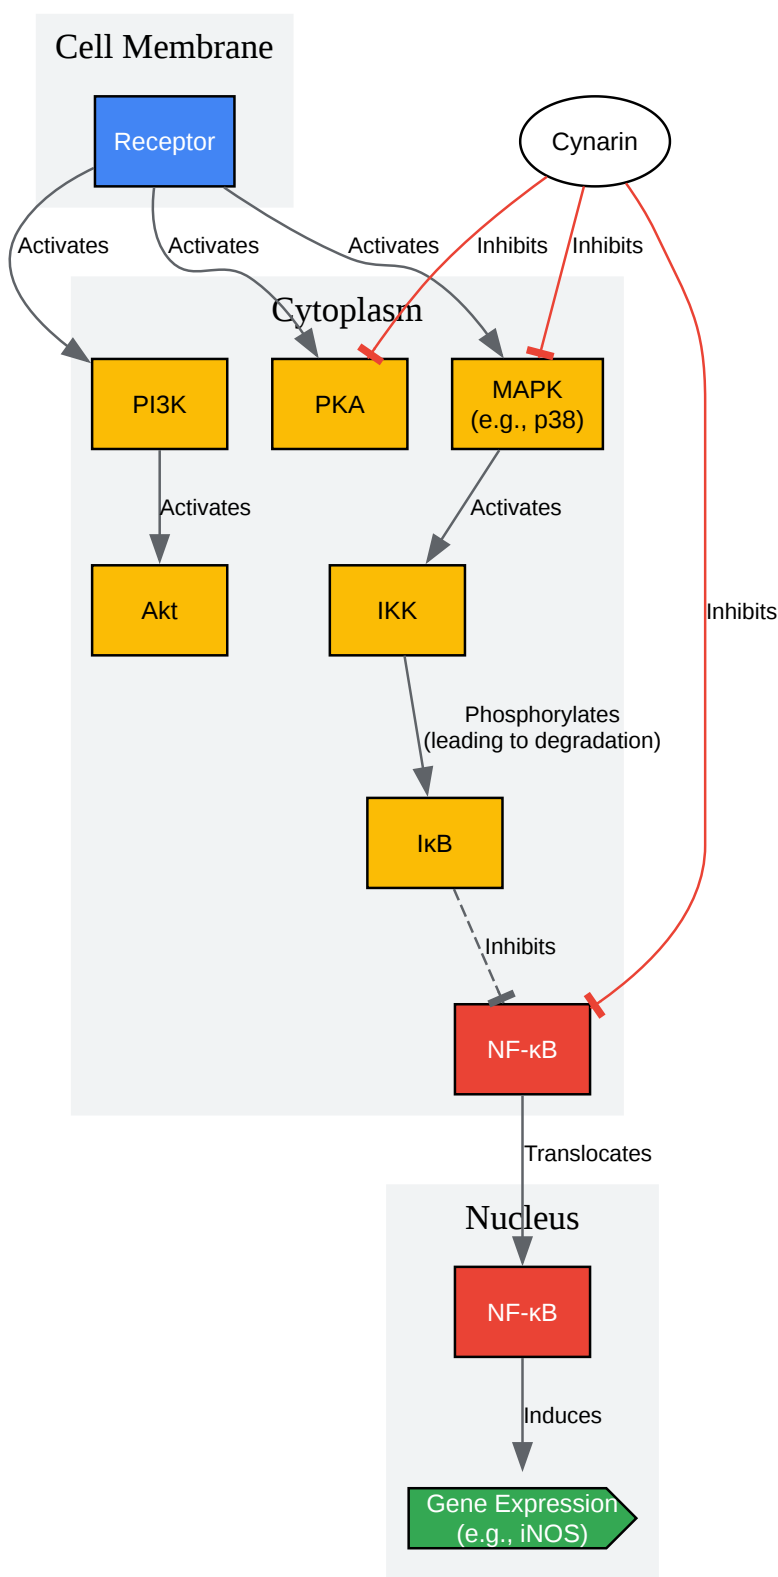 Cell Membrane
Receptor
Cynarin
Activates
Activates
Activates
Inhibits
Inhibits
Cytoplasm
PI3K
PKA
MAPK
(e.g., p38)
Activates
Activates
Akt
IKK
Inhibits
Phosphorylates
(leading to degradation)
IκB
Inhibits
NF-κB
Translocates
Nucleus
NF-κB
Induces
Gene Expression
(e.g., iNOS)